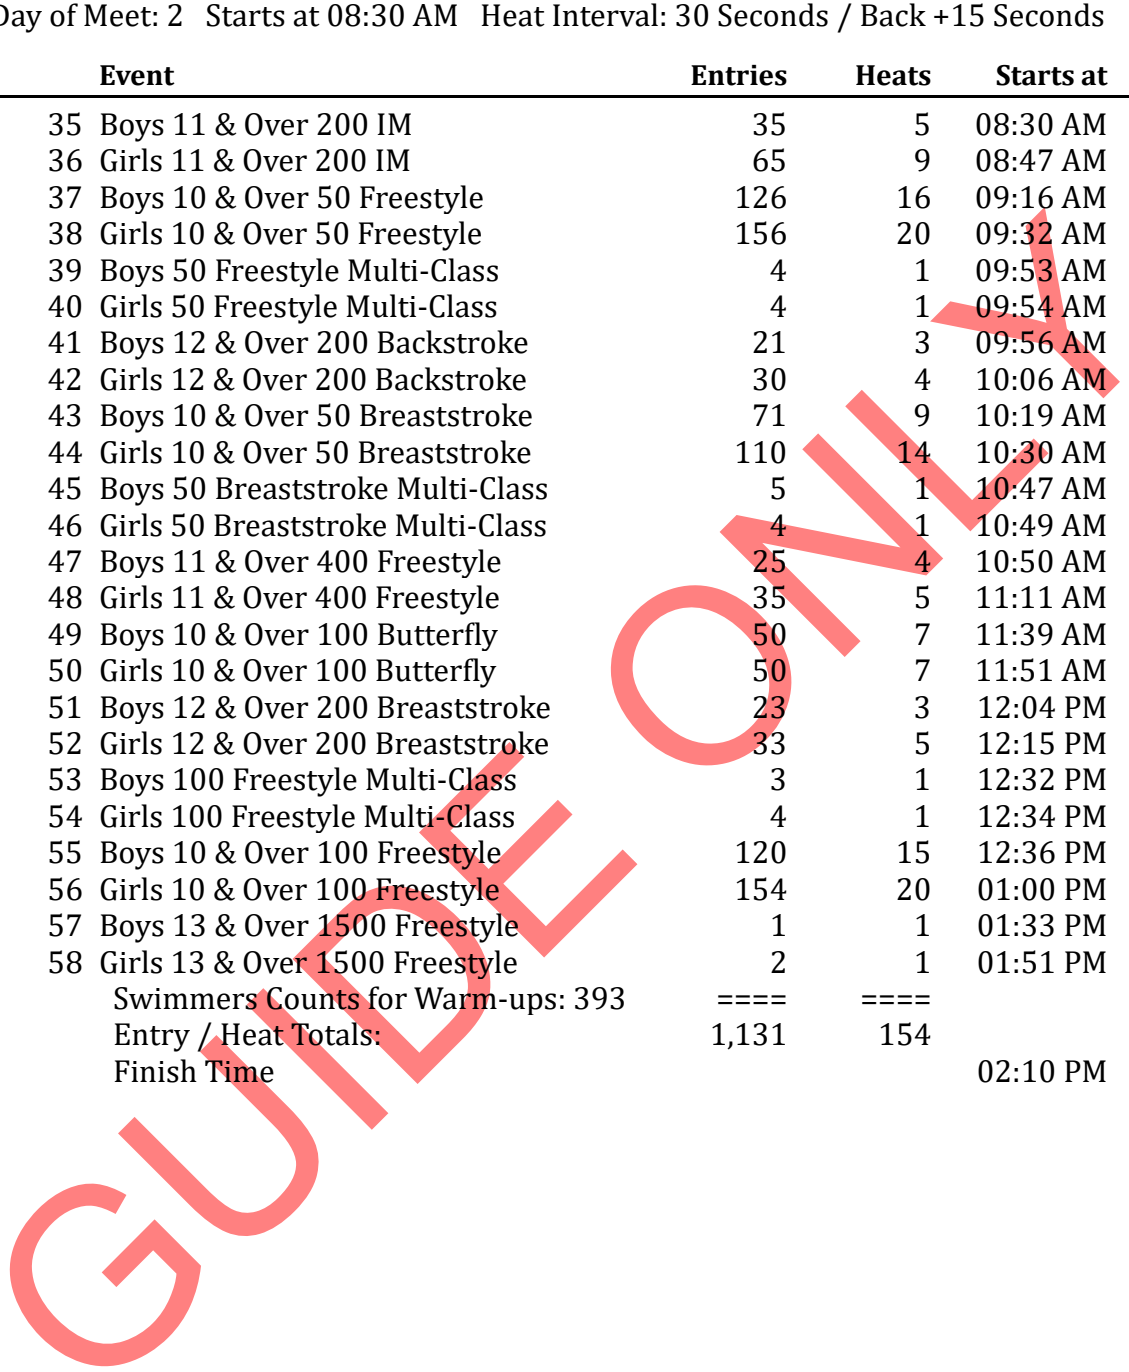 Day of Meet: 2 Starts at 08:30 AM Heat Interval: 30 Seconds / Back +15 Seconds
Event Entries Heats Starts at
35 Boys 11 & Over 200 IM 35 5 08:30 AM
36 Girls 11 & Over 200 IM 65 9 08:47 AM
37 Boys 10 & Over 50 Freestyle 126 16 09:16 AM
38 Girls 10 & Over 50 Freestyle 156 20 09:32 AM
39 Boys 50 Freestyle Multi-Class 4 1 09:53 AM
40 Girls 50 Freestyle Multi-Class 4 1 09:54 AM
41 Boys 12 & Over 200 Backstroke 21 3 09:56 AM
42 Girls 12 & Over 200 Backstroke 30 4 10:06 AM
43 Boys 10 & Over 50 Breaststroke 71 9 10:19 AM
44 Girls 10 & Over 50 Breaststroke 110 14 10:30 AM
45 Boys 50 Breaststroke Multi-Class 5 1 10:47 AM
46 Girls 50 Breaststroke Multi-Class 4 1 10:49 AM
47 Boys 11 & Over 400 Freestyle 25 4 10:50 AM
48 Girls 11 & Over 400 Freestyle 35 5 11:11 AM
49 Boys 10 & Over 100 Butterfly 50 7 11:39 AM
50 Girls 10 & Over 100 Butterfly 50 7 11:51 AM
51 Boys 12 & Over 200 Breaststroke 23 3 12:04 PM
52 Girls 12 & Over 200 Breaststroke 33 5 12:15 PM
53 Boys 100 Freestyle Multi-Class 3 1 12:32 PM
54 Girls 100 Freestyle Multi-Class 4 1 12:34 PM
55 Boys 10 & Over 100 Freestyle 120 15 12:36 PM
56 Girls 10 & Over 100 Freestyle 154 20 01:00 PM
57 Boys 13 & Over 1500 Freestyle 1 1 01:33 PM
58 Girls 13 & Over 1500 Freestyle 2 1 01:51 PM
Swimmers Counts for Warm-ups: 393 ==== ====
Entry / Heat Totals: 1,131 154
Finish Time 02:10 PM
GUIDE ONLY